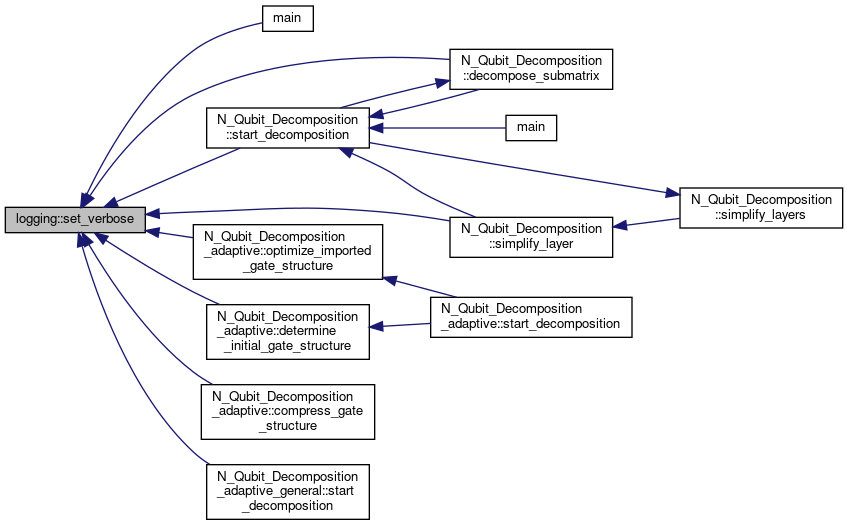 main
N_Qubit_Decomposition
::decompose_submatrix
N_Qubit_Decomposition
::start_decomposition
main
N_Qubit_Decomposition
::simplify_layers
logging::set_verbose
N_Qubit_Decomposition
::simplify_layer
N_Qubit_Decomposition
_adaptive::optimize_imported
_gate_structure
N_Qubit_Decomposition
_adaptive::start_decomposition
N_Qubit_Decomposition
_adaptive::determine
_initial_gate_structure
N_Qubit_Decomposition
_adaptive::compress_gate
_structure
N_Qubit_Decomposition
_adaptive_general::start
_decomposition